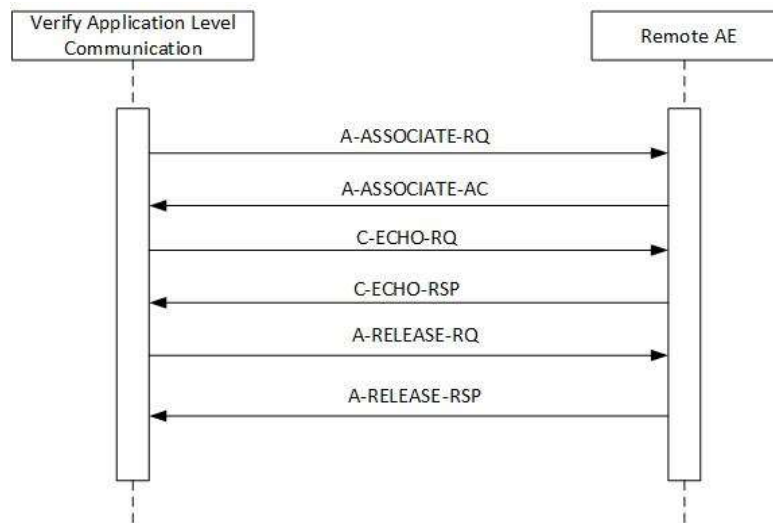 Verify Application Level
Communication
Remote AE
A-ASSOCIATE-RQ
A-ASSOCIATE-AC
C-ECHO-RQ
C-ECHO-RSP
A-RELEASE-RQ
A-RELEASE-RSP